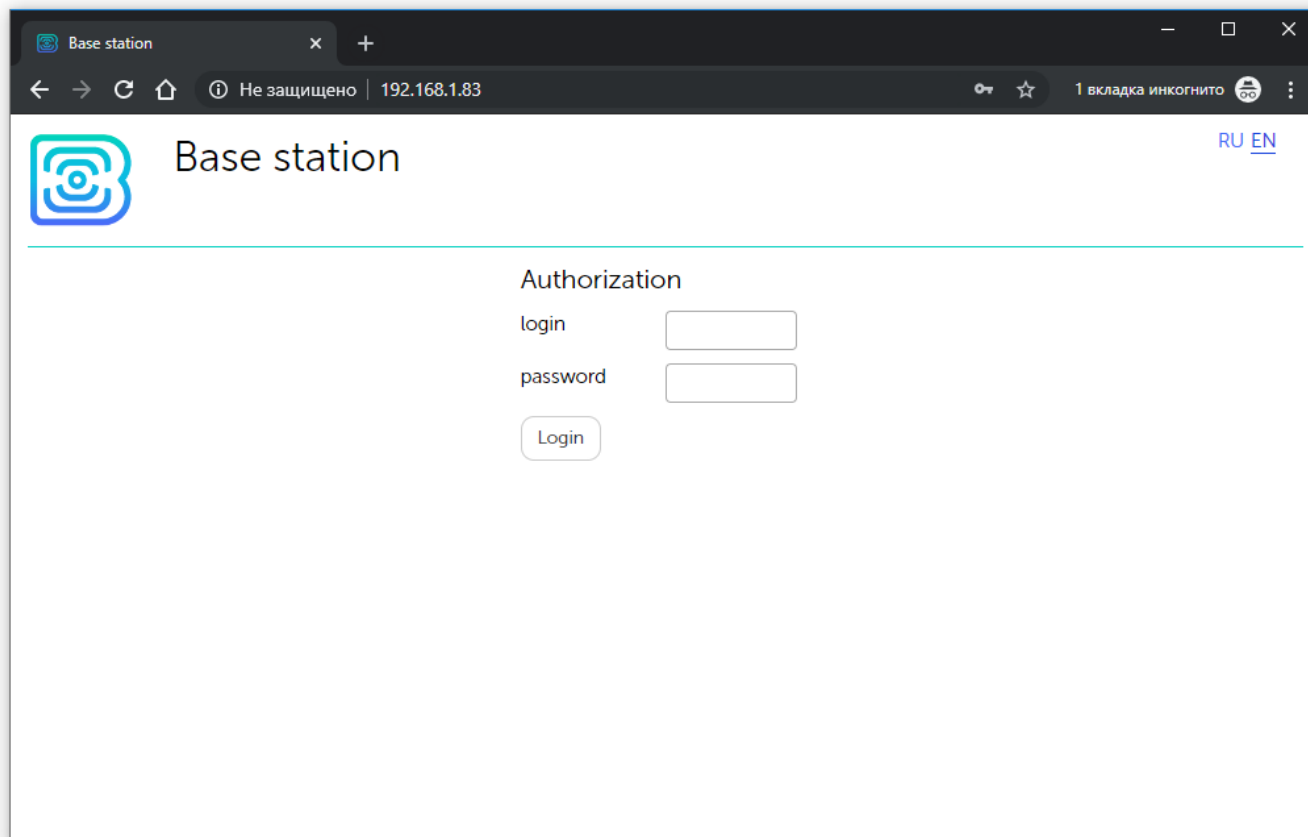 Base station
Не защищено 192.168.1.83 1 вкладка инкогнито
Base station
RU EN
Authorization
login
password
Login